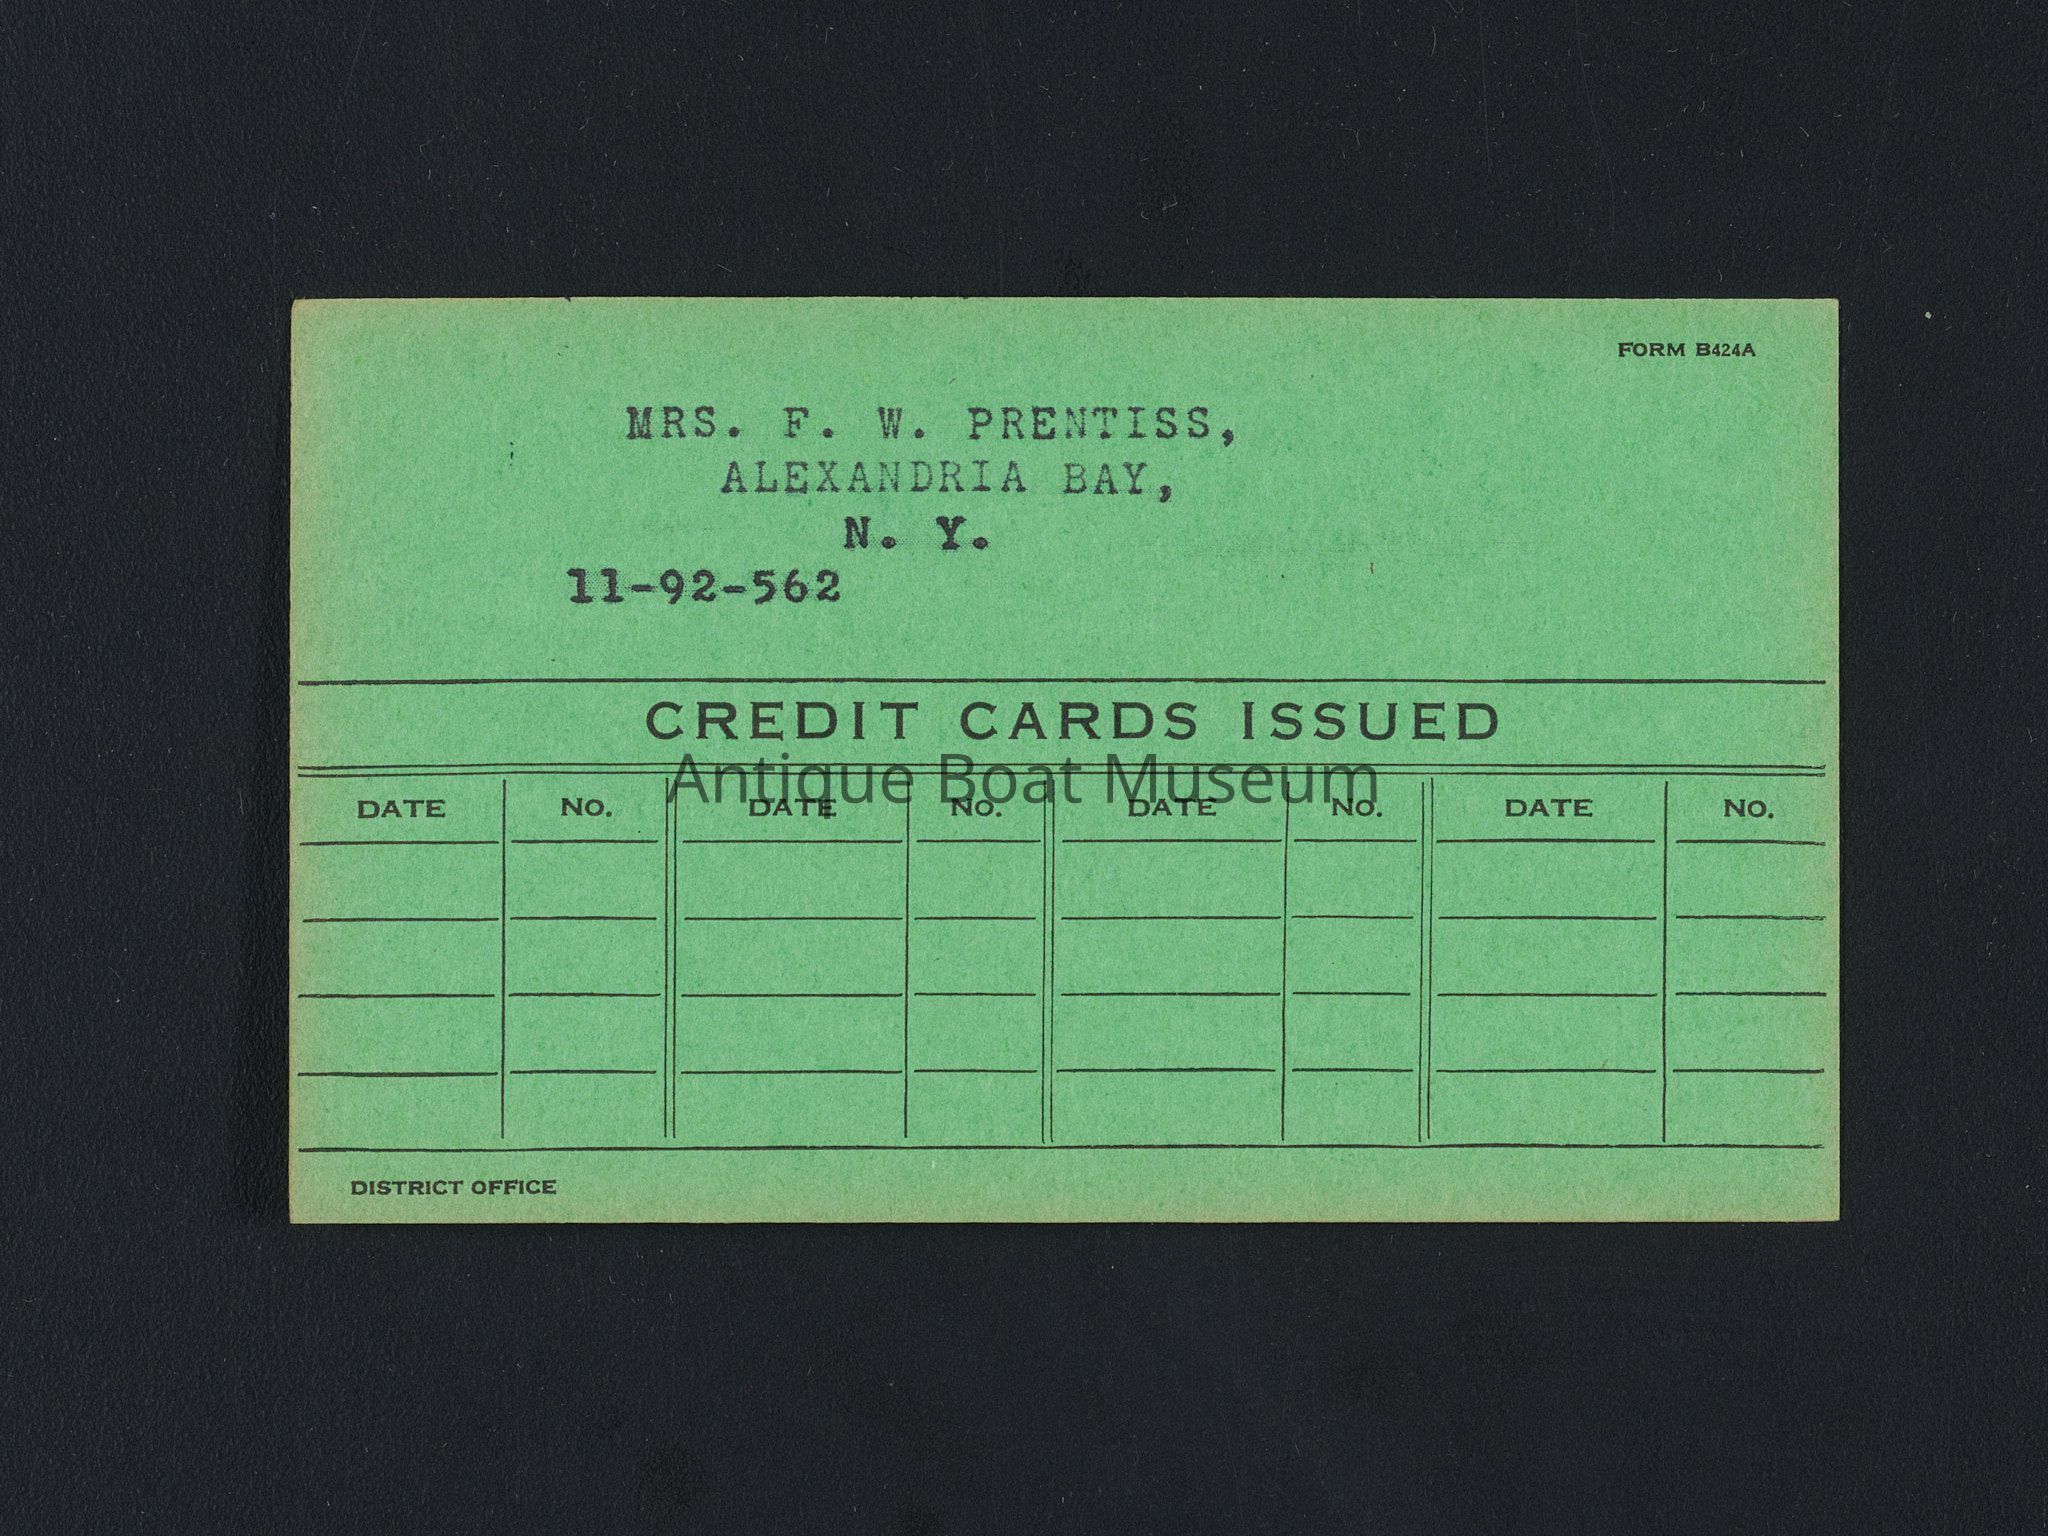 FORM B424A
MRS. F. W. PRENTISS,
ALEXANDRIA BAY,
N. Y.
11-92-562
CREDIT CARDS ISSUED
Antique Boat Museum
DATE NO. DATE NO. DATE NO. DATE NO.
DISTRICT OFFICE